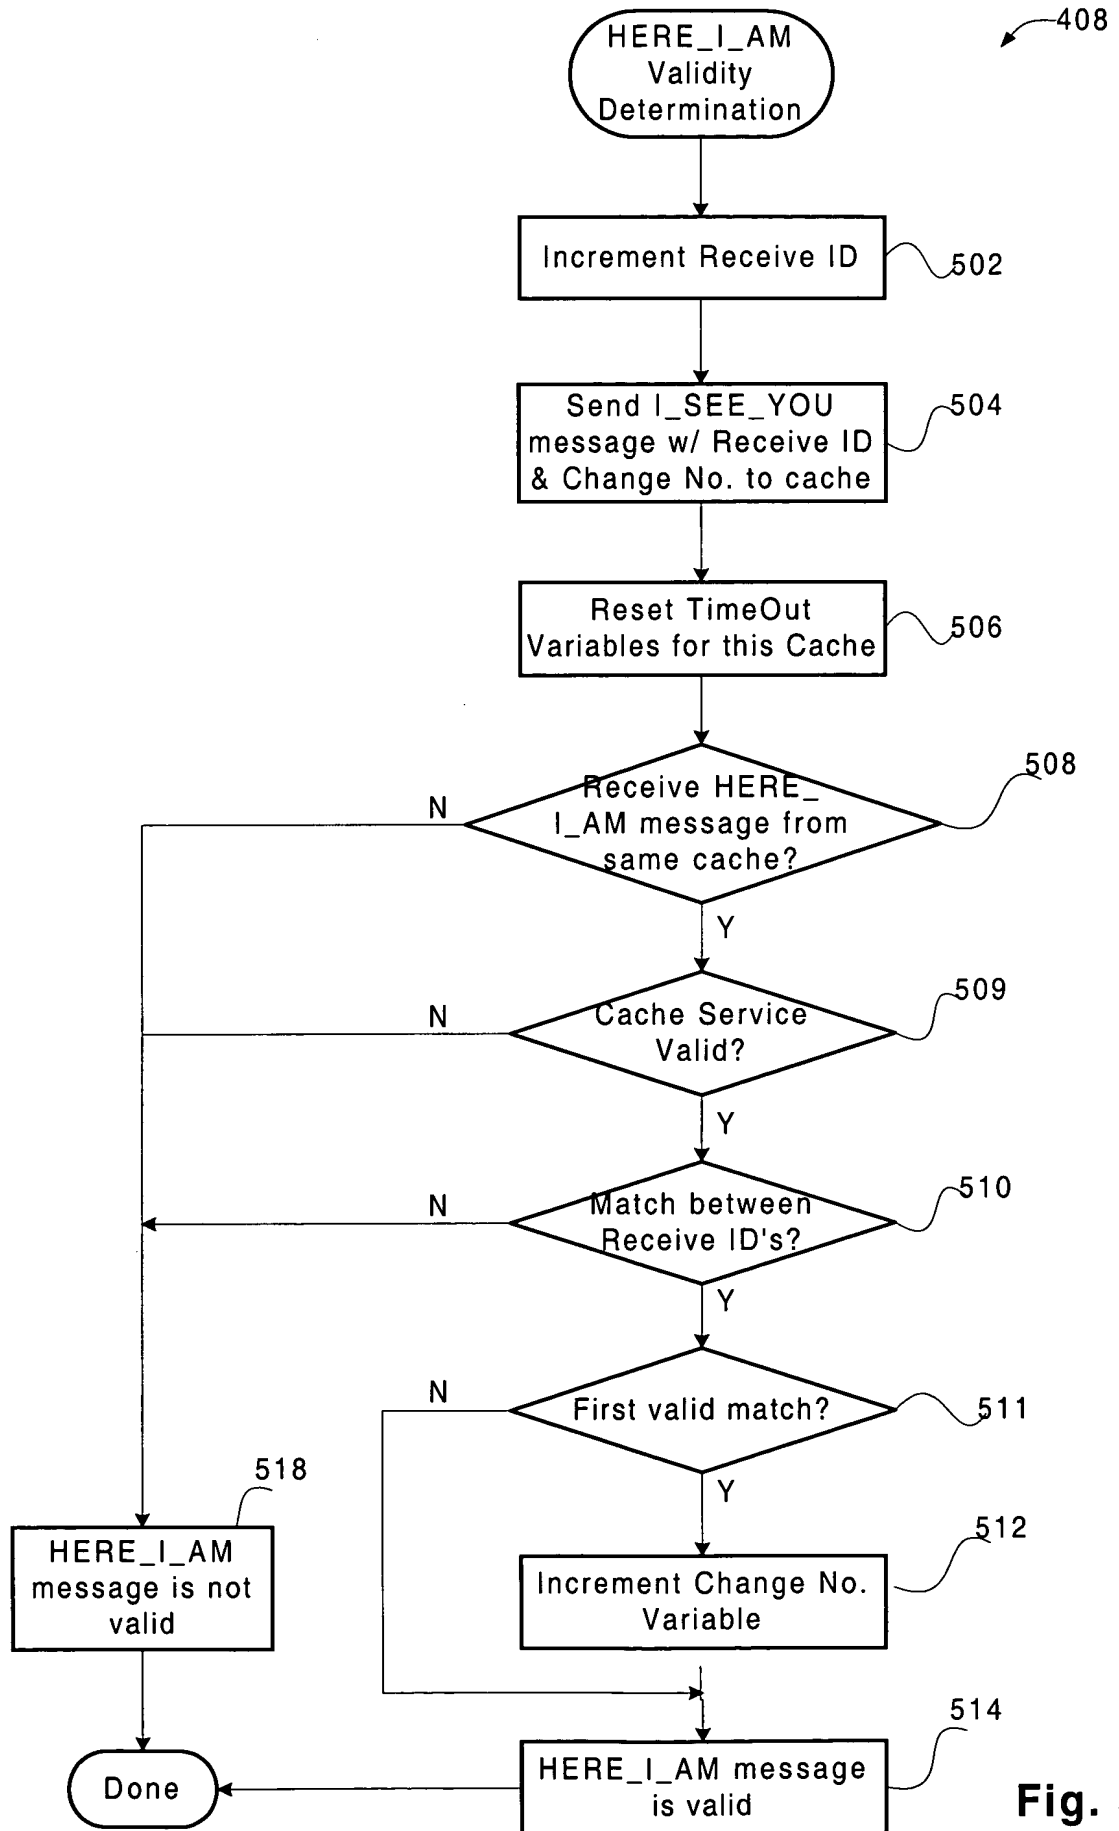 408
HERE_I_AM
Validity
Determination
Increment Receive ID
502
Send I_SEE_YOU
message w/ Receive ID
& Change No. to cache
504
Reset TimeOut
Variables for this Cache
506
Receive HERE_
I_AM message from
same cache?
508
N
Y
Cache Service
Valid?
509
N
Y
Match between
Receive ID's?
510
N
Y
First valid match?
511
N
Y
518
HERE_I_AM
message is not
valid
Increment Change No.
Variable
512
HERE_I_AM message
is valid
514
Done
Fig.